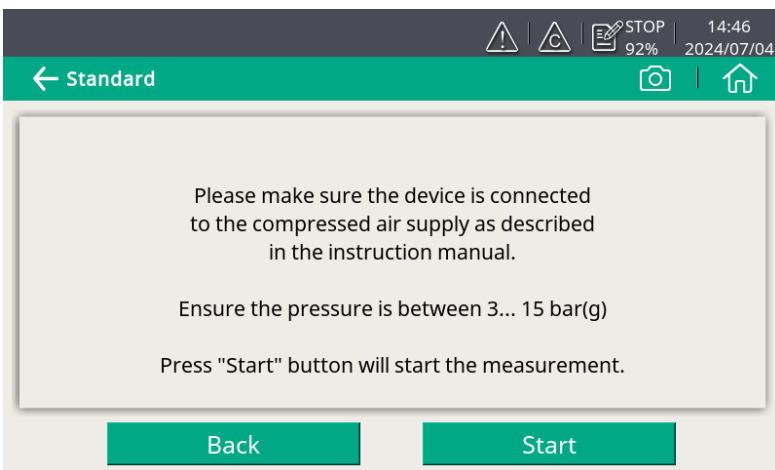 STOP 14:46
92% 2024/07/04
Standard
Please make sure the device is connected
to the compressed air supply as described
in the instruction manual.
Ensure the pressure is between 3... 15 bar(g)
Press "Start" button will start the measurement.
Back Start